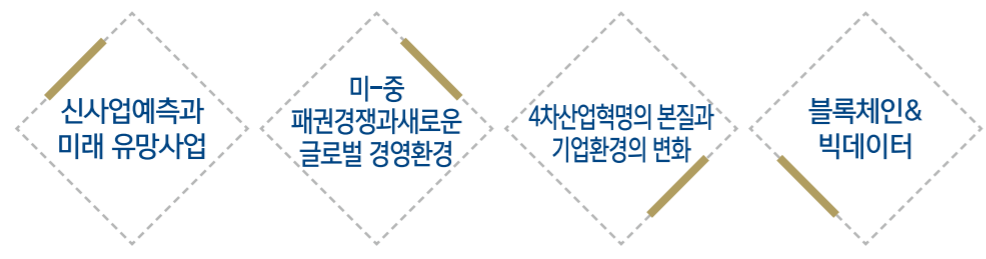 신사업예측과
미래 유망사업
미-중
패권경쟁과새로운
글로벌 경영환경
4차산업혁명의 본질과
기업환경의 변화
블록체인&
빅데이터